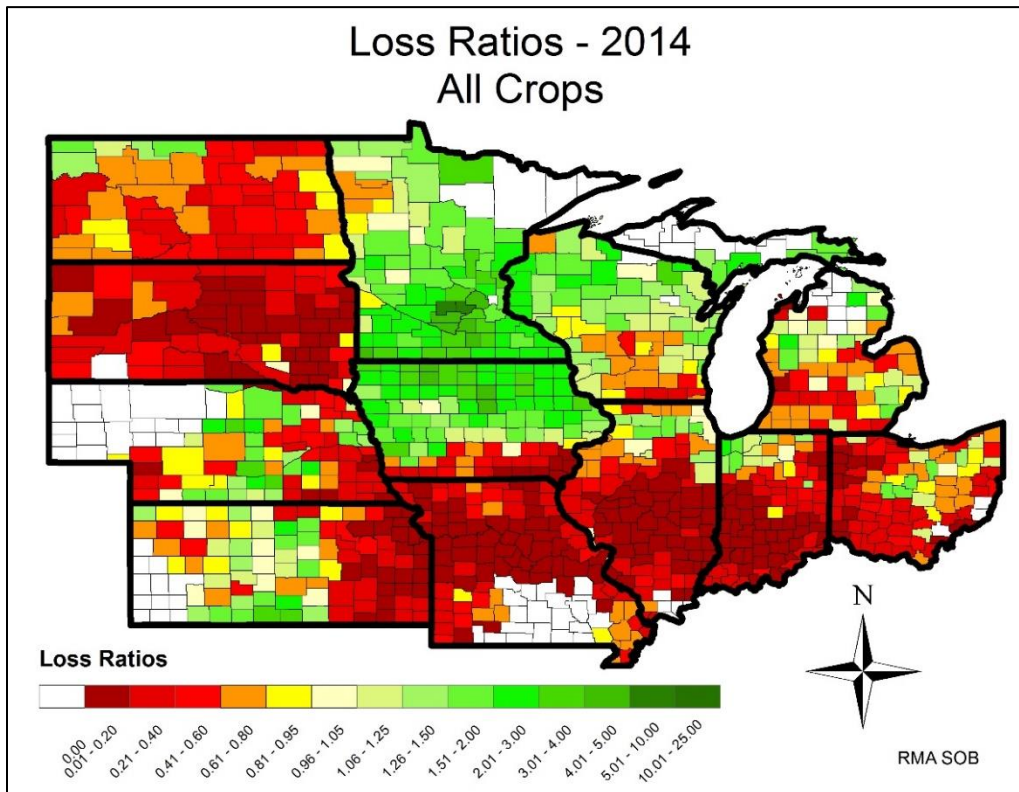 Loss Ratios - 2014
All Crops
N
Loss Ratios
0.00
0.01 - 0.20
0.21 - 0.40
0.41 - 0.60
0.61 - 0.80
0.81 - 0.95
0.96 - 1.05
1.06 - 1.25
1.26 - 1.50
1.51 - 2.00
2.01 - 3.00
3.01 - 4.00
4.01 - 5.00
5.01 - 10.00
10.01 - 25.00
RMA SOB